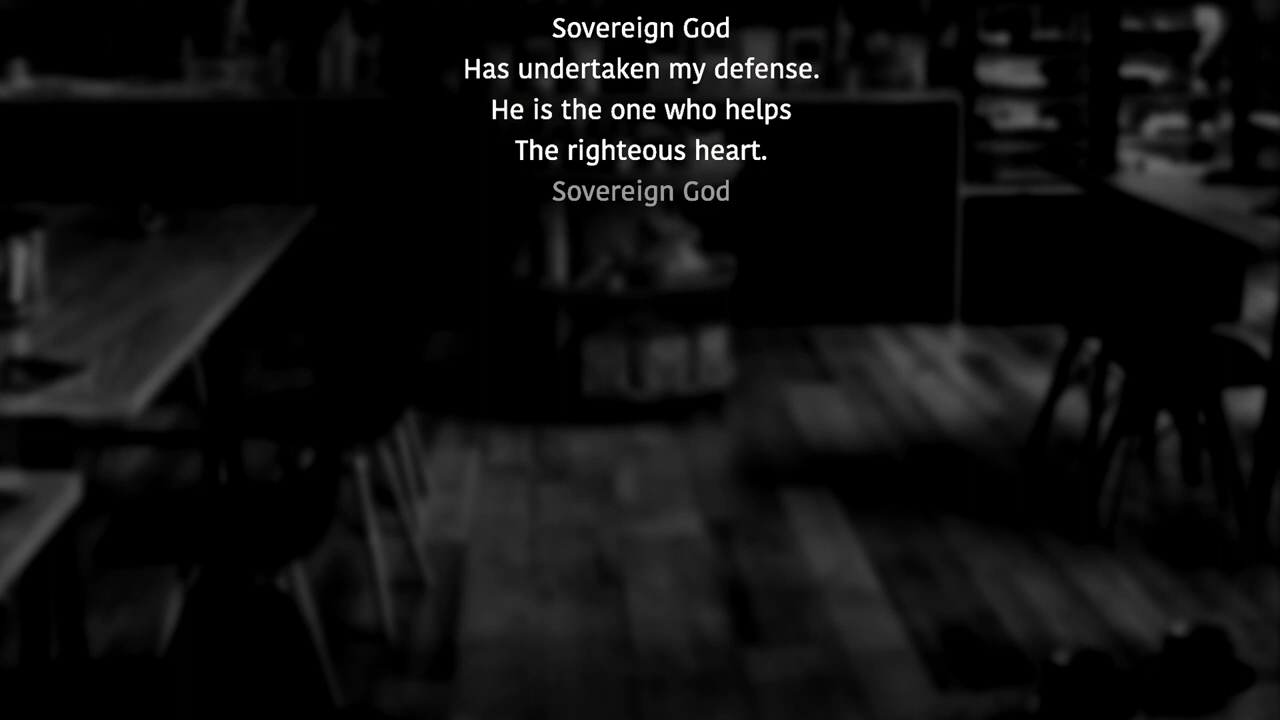 Sovereign God
Has undertaken my defense.
He is the one who helps
The righteous heart.
Sovereign God